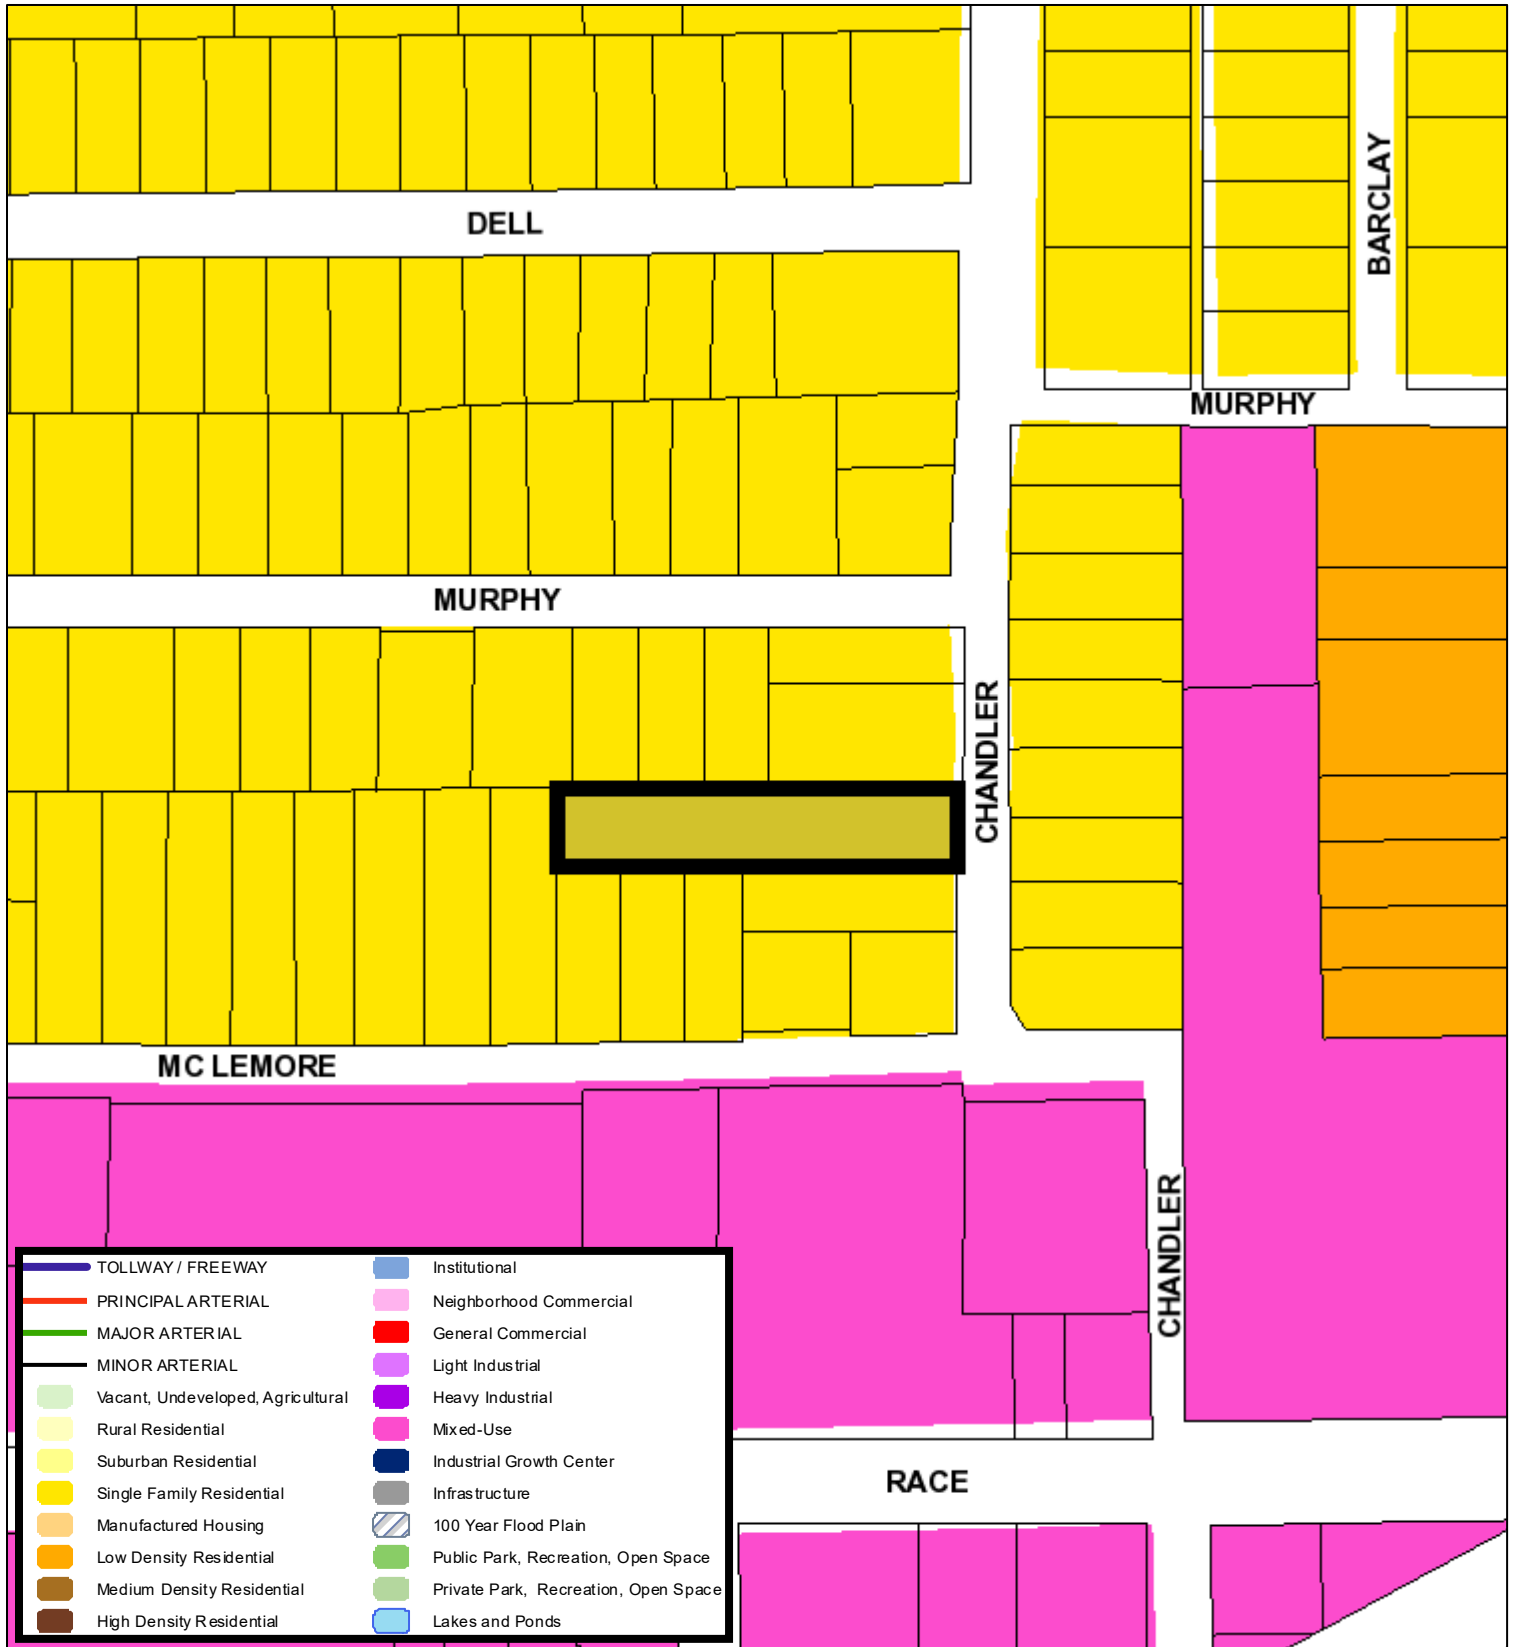 DELL
BARCLAY
MURPHY
MURPHY
CHANDLER
MC LEMORE
CHANDLER
RACE
TOLLWAY / FREEWAY
PRINCIPAL ARTERIAL
MAJOR ARTERIAL
MINOR ARTERIAL
Vacant, Undeveloped, Agricultural
Rural Residential
Suburban Residential
Single Family Residential
Manufactured Housing
Low Density Residential
Medium Density Residential
High Density Residential
Institutional
Neighborhood Commercial
General Commercial
Light Industrial
Heavy Industrial
Mixed-Use
Industrial Growth Center
Infrastructure
100 Year Flood Plain
Public Park, Recreation, Open Space
Private Park, Recreation, Open Space
Lakes and Ponds